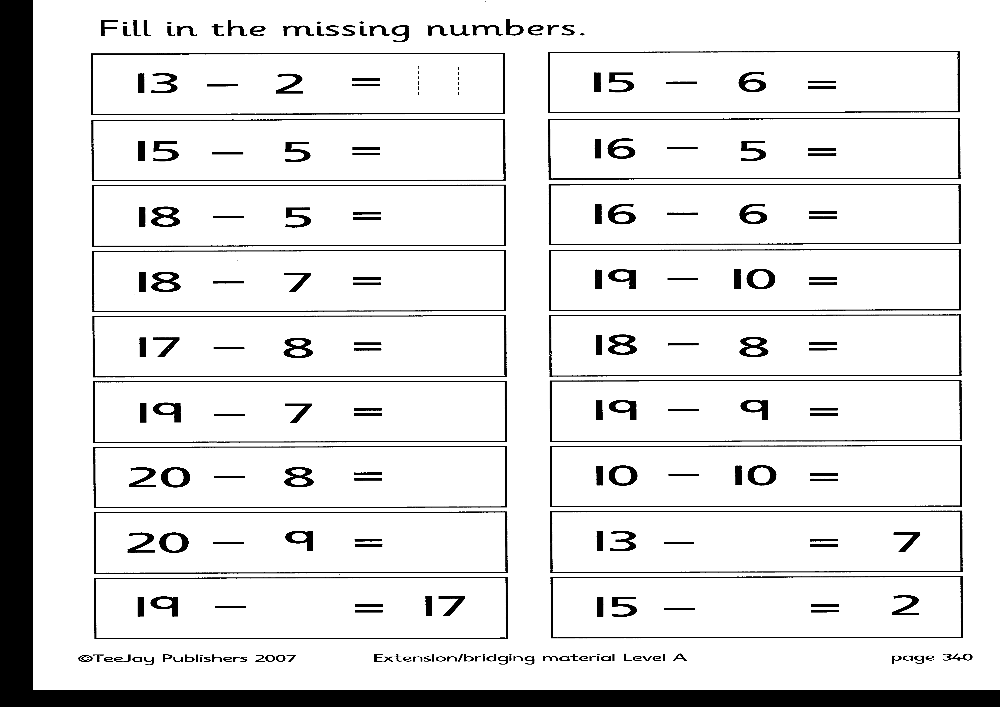 Fill in the missing numbers.
13 − 2 = 11
15 − 6 =
15 − 5 =
16 − 5 =
18 − 5 =
16 − 6 =
18 − 7 =
19 − 10 =
17 − 8 =
18 − 8 =
19 − 7 =
19 − 9 =
20 − 8 =
10 − 10 =
20 − 9 =
13 − = 7
19 − = 17
15 − = 2
©TeeJay Publishers 2007 Extension/bridging material Level A page 340